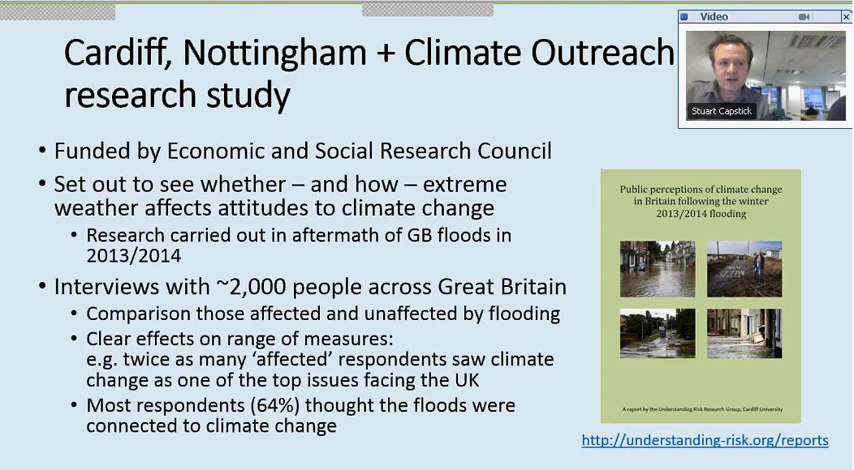 Video
Cardiff, Nottingham + Climate Outreach
research study
Stuart Capstick
• Funded by Economic and Social Research Council
• Set out to see whether – and how – extreme
weather affects attitudes to climate change
• Research carried out in aftermath of GB floods in
2013/2014
• Interviews with ~2,000 people across Great Britain
• Comparison those affected and unaffected by flooding
• Clear effects on range of measures:
e.g. twice as many ‘affected’ respondents saw climate
change as one of the top issues facing the UK
• Most respondents (64%) thought the floods were
connected to climate change
Public perceptions of climate change
in Britain following the winter
2013/2014 flooding
A report by the Understanding Risk Research Group, Cardiff University
http://understanding-risk.org/reports